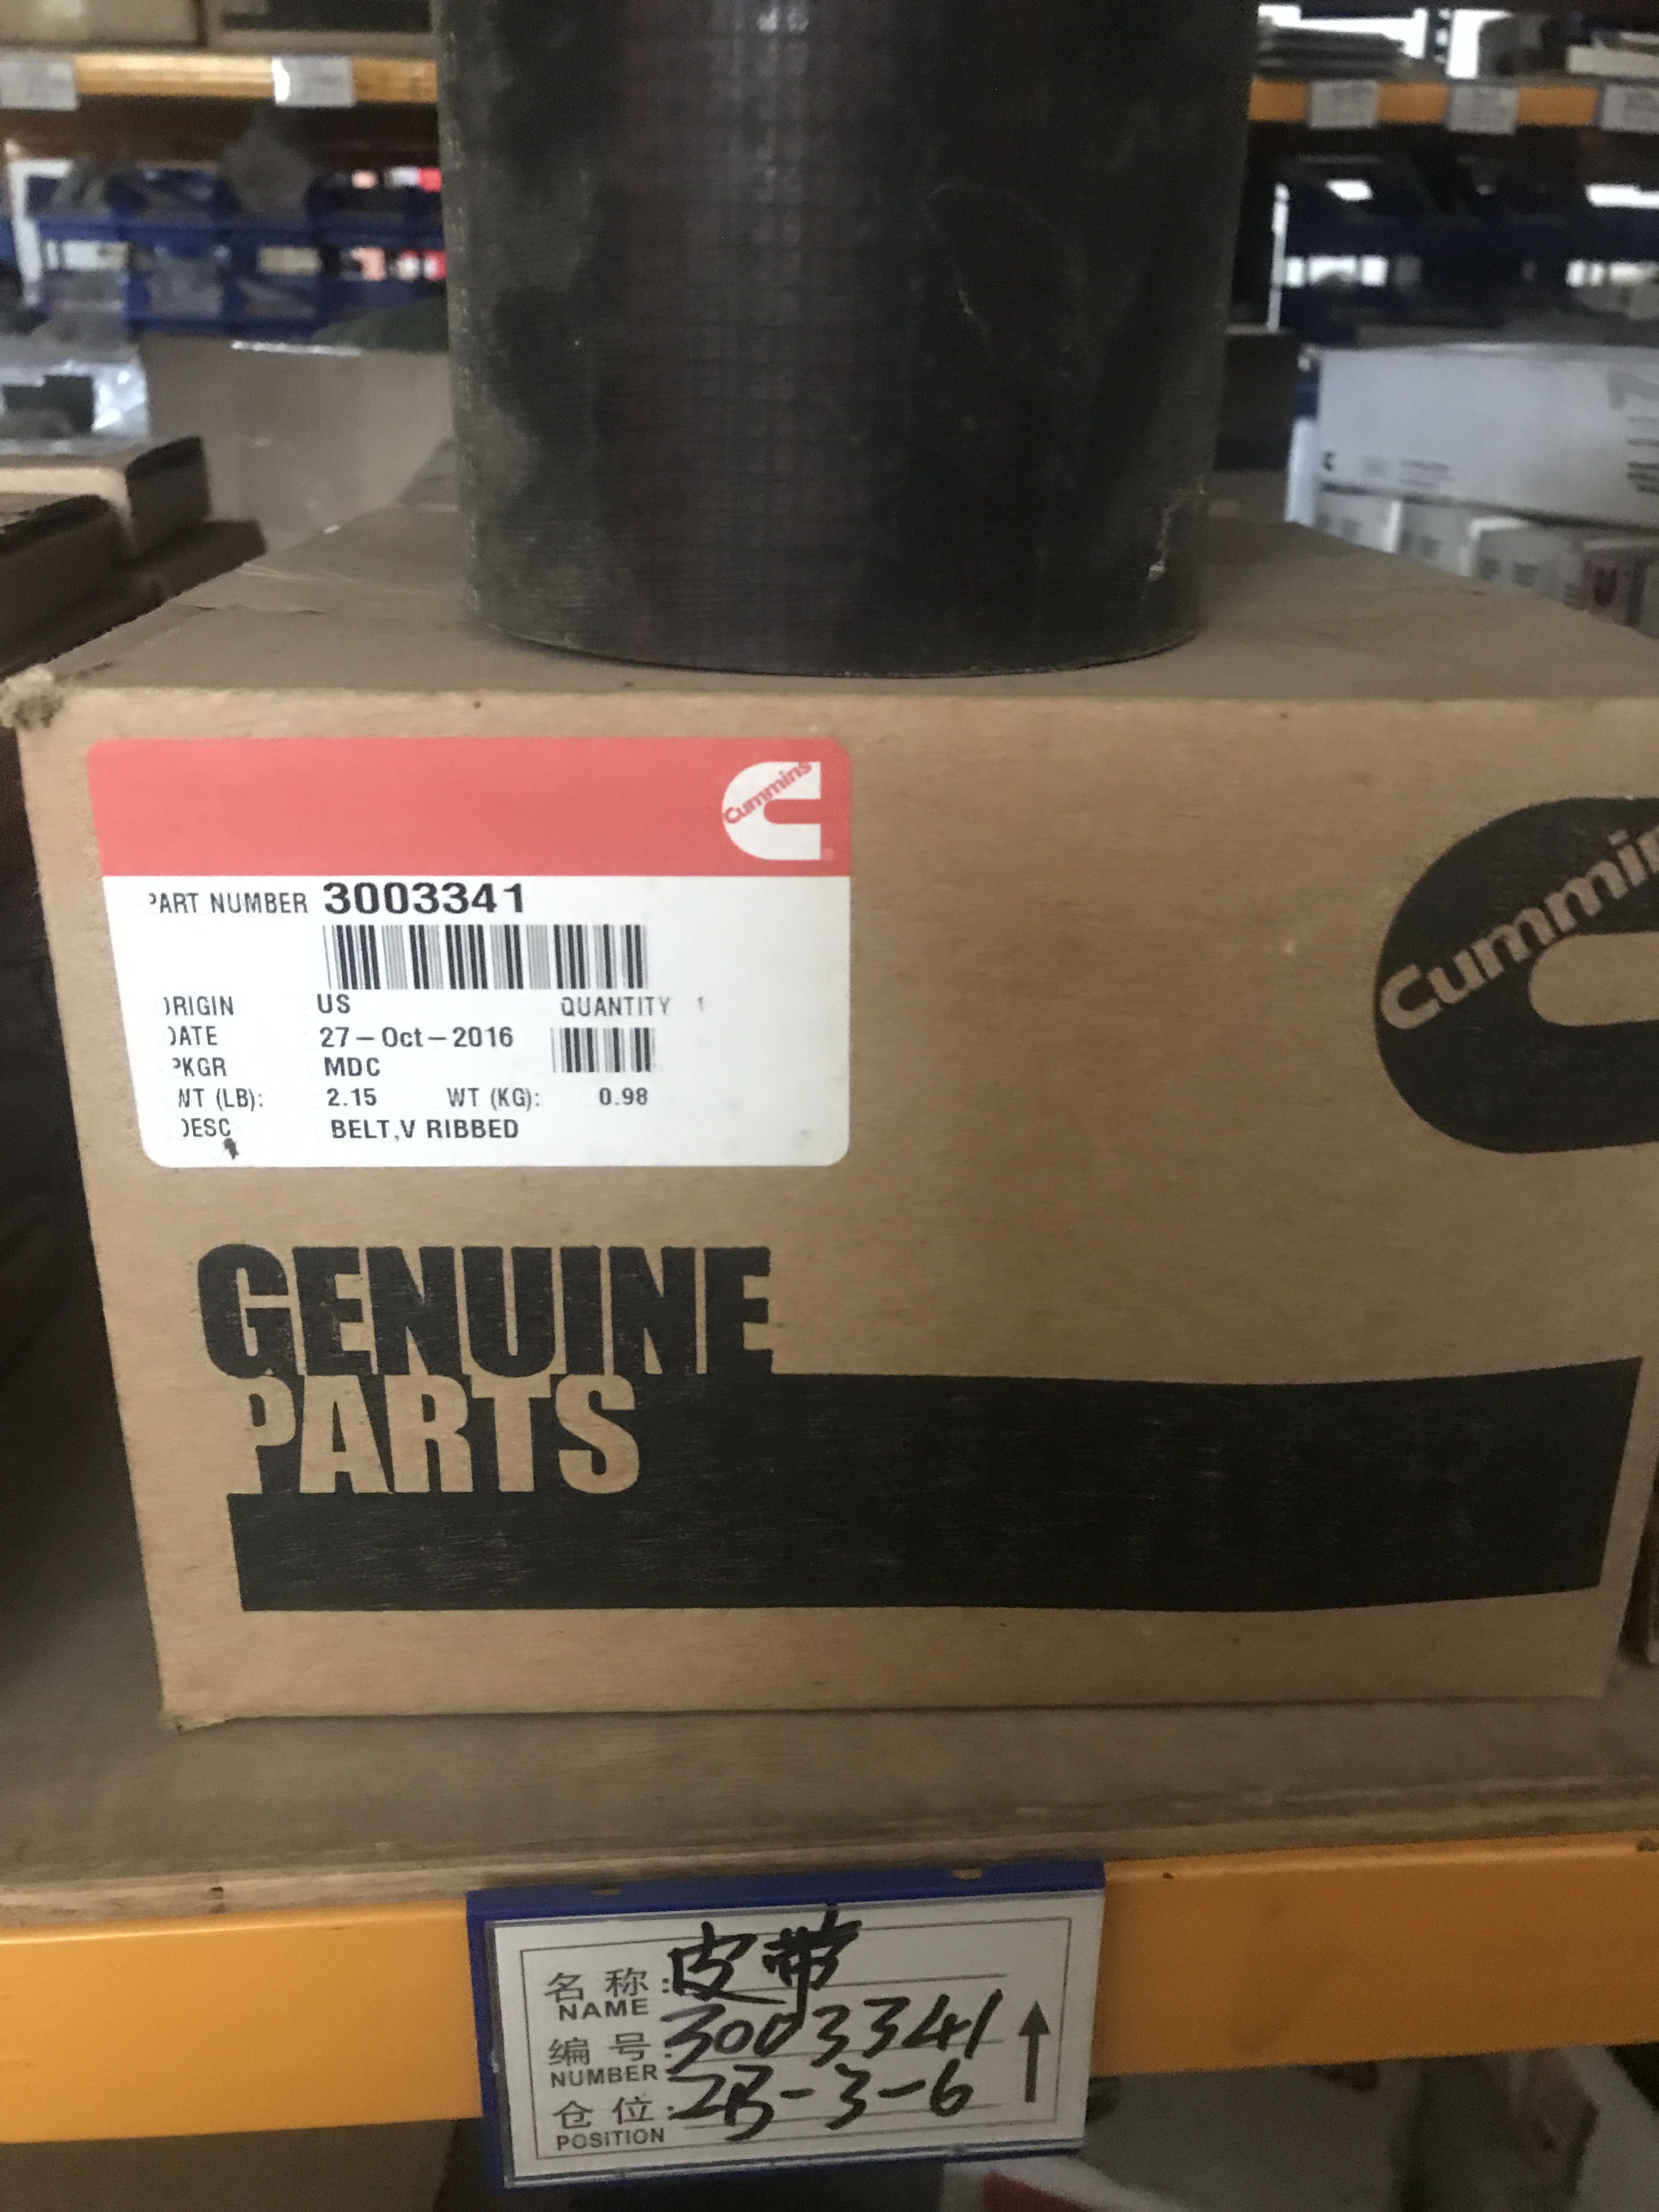 Cummins
PART NUMBER 3003341
ORIGIN US QUANTITY 1
DATE 27-Oct-2016
PKGR MDC
WT (LB): 2.15 WT (KG): 0.98
DESC BELT,V RIBBED
Cummin
GENUINE
PARTS
名称: 皮带
NAME
编号: 3003341
NUMBER
仓位: 2B-3-6
POSITION